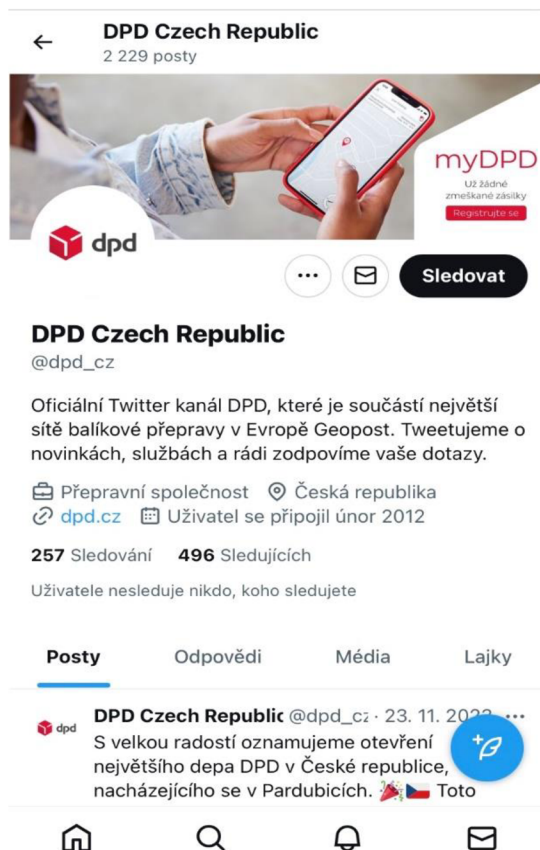 DPD Czech Republic
2 229 posty
myDPD
Už žádné
zmeškané zásilky
Registrujte se
dpd
Sledovat
DPD Czech Republic
@dpd_cz
Oficiální Twitter kanál DPD, které je součástí největší
sítě balíkové přepravy v Evropě Geopost. Tweetujeme o
novinkách, službách a rádi zodpovíme vaše dotazy.
Přepravní společnost Česká republika
dpd.cz Uživatel se připojil únor 2012
257 Sledování 496 Sledujících
Uživatele nesleduje nikdo, koho sledujete
Posty Odpovědi Média Lajky
dpd
DPD Czech Republic @dpd_cz · 23. 11.
S velkou radostí oznamujeme otevření
největšího depa DPD v České republice,
nacházejícího se v Pardubicích. 🎉🇨🇿 Toto